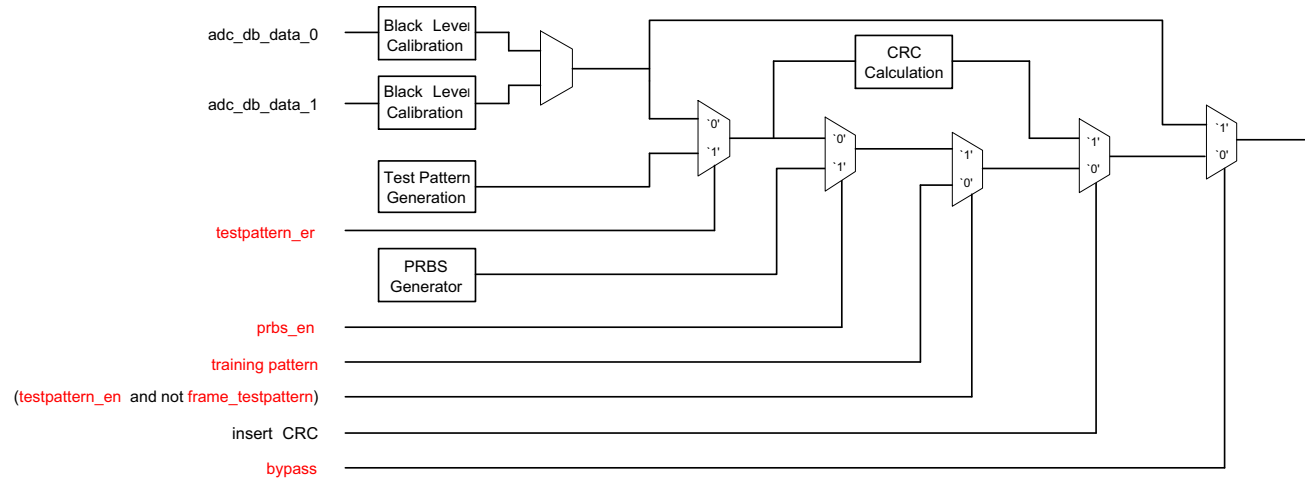 adc_db_data_0
Black Level
Calibration
adc_db_data_1
Black Level
Calibration
CRC
Calculation
`0'
`1'
`0'
`1'
`1'
`0'
`1'
`0'
`1'
`0'
Test Pattern
Generation
testpattern_er
PRBS
Generator
prbs_en
training pattern
(testpattern_en and not frame_testpattern)
insert CRC
bypass